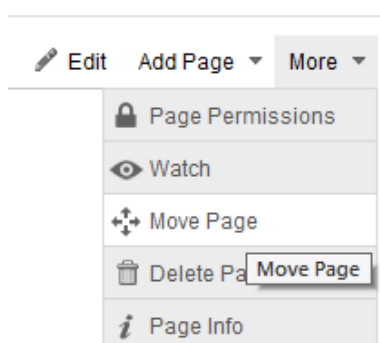 Edit Add Page More
Page Permissions
Watch
Move Page
Delete Pa
Move Page
Page Info